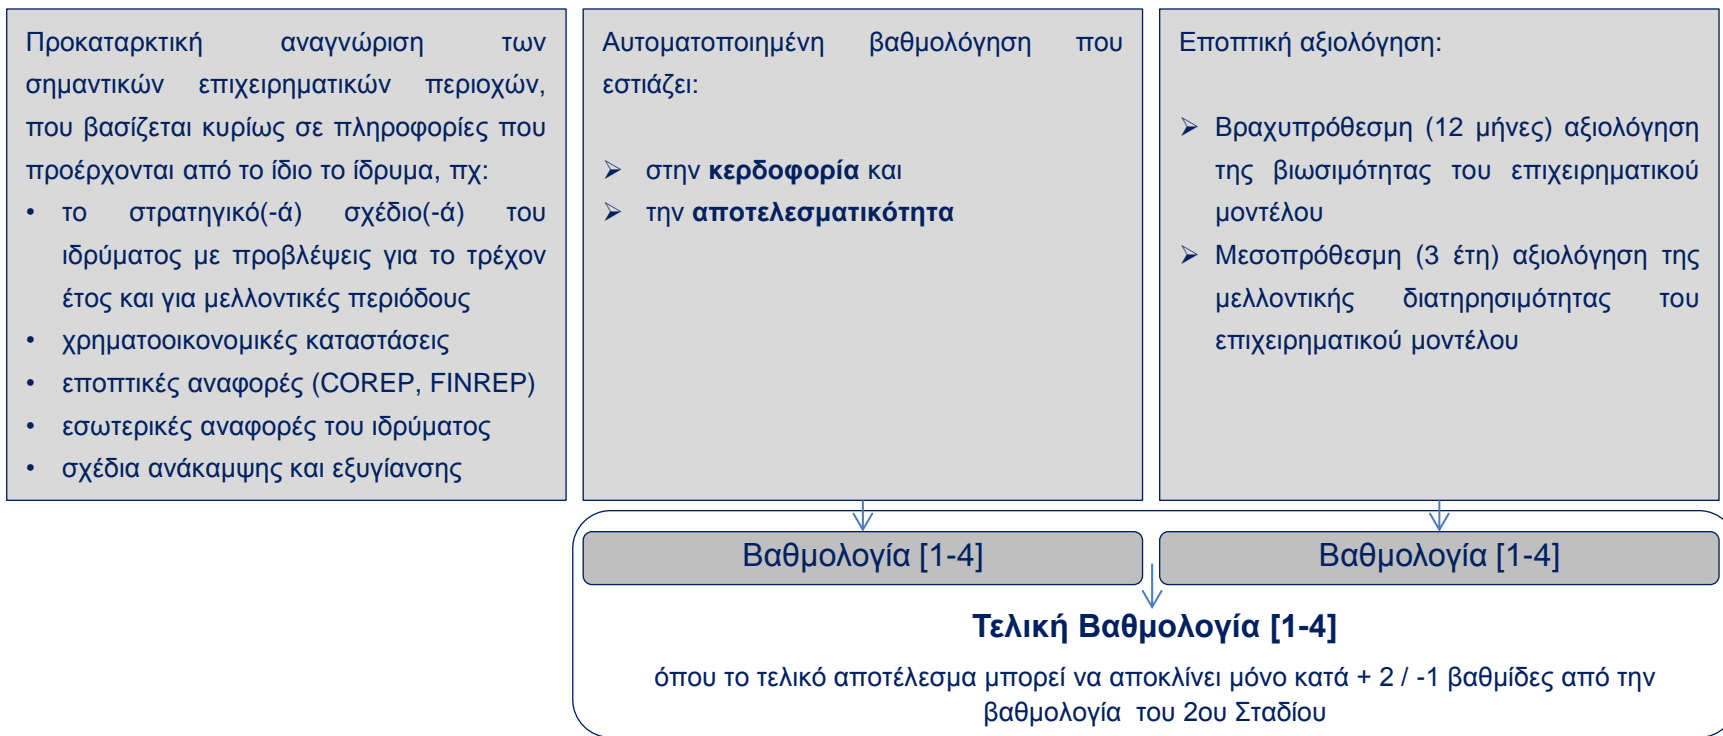 Προκαταρκτική αναγνώριση των
σημαντικών επιχειρηματικών περιοχών,
που βασίζεται κυρίως σε πληροφορίες που
προέρχονται από το ίδιο το ίδρυμα, πχ:
• το στρατηγικό(-ά) σχέδιο(-ά) του
ιδρύματος με προβλέψεις για το τρέχον
έτος και για μελλοντικές περιόδους
• χρηματοοικονομικές καταστάσεις
• εποπτικές αναφορές (COREP, FINREP)
• εσωτερικές αναφορές του ιδρύματος
• σχέδια ανάκαμψης και εξυγίανσης
Αυτοματοποιημένη βαθμολόγηση που
εστιάζει:
➢ στην κερδοφορία και
➢ την αποτελεσματικότητα
Εποπτική αξιολόγηση:
➢ Βραχυπρόθεσμη (12 μήνες) αξιολόγηση
της βιωσιμότητας του επιχειρηματικού
μοντέλου
➢ Μεσοπρόθεσμη (3 έτη) αξιολόγηση της
μελλοντικής διατηρησιμότητας του
επιχειρηματικού μοντέλου
Βαθμολογία [1-4]
Βαθμολογία [1-4]
Τελική Βαθμολογία [1-4]
όπου το τελικό αποτέλεσμα μπορεί να αποκλίνει μόνο κατά + 2 / -1 βαθμίδες από την
βαθμολογία του 2ου Σταδίου